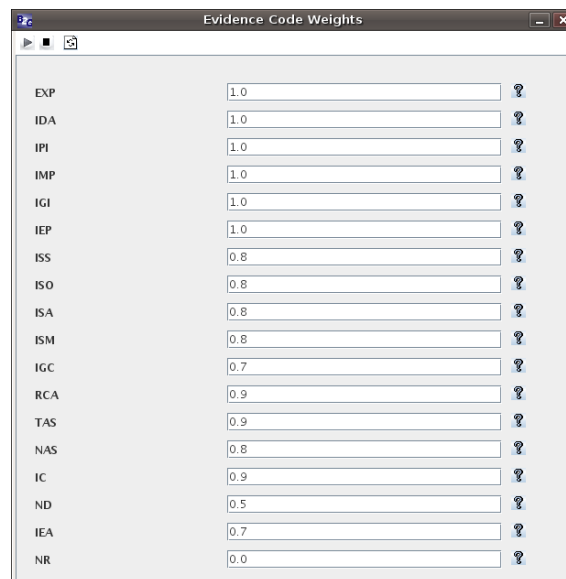 Evidence Code Weights
EXP 1.0
IDA 1.0
IPI 1.0
IMP 1.0
IGI 1.0
IEP 1.0
ISS 0.8
ISO 0.8
ISA 0.8
ISM 0.8
IGC 0.7
RCA 0.9
TAS 0.9
NAS 0.8
IC 0.9
ND 0.5
IEA 0.7
NR 0.0